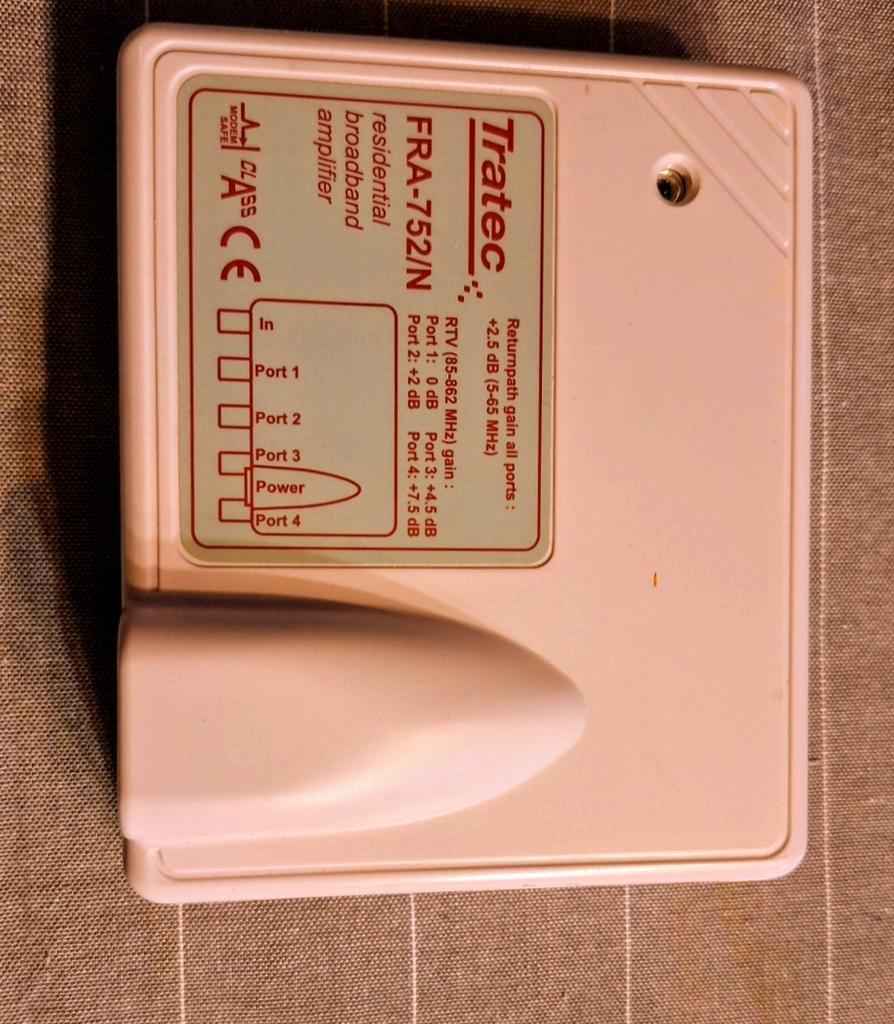 Tratec
FRA-752/N
residential
broadband
amplifier
MODEM
SAFE
CLASS
A
CE
Returnpath gain all ports :
+2.5 dB (5-65 MHz)
RTV (85-862 MHz) gain :
Port 1: 0 dB Port 3: +4.5 dB
Port 2: +2 dB Port 4: +7.5 dB
In
Port 1
Port 2
Port 3
Power
Port 4